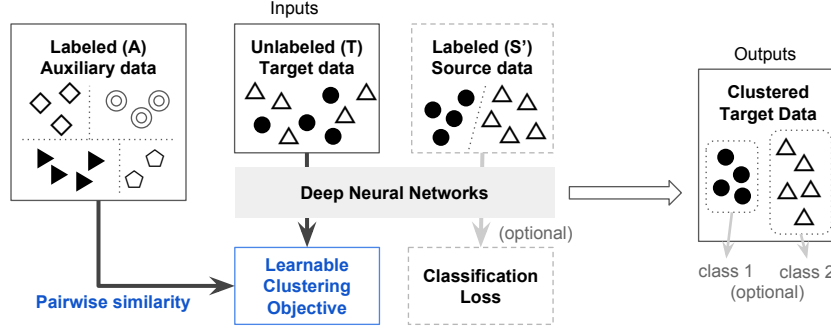 Inputs
Labeled (A)
Auxiliary data
Unlabeled (T)
Target data
Labeled (S')
Source data
Outputs
Clustered
Target Data
Deep Neural Networks
(optional)
Learnable
Clustering
Objective
Classification
Loss
Pairwise similarity
class 1
class 2
(optional)